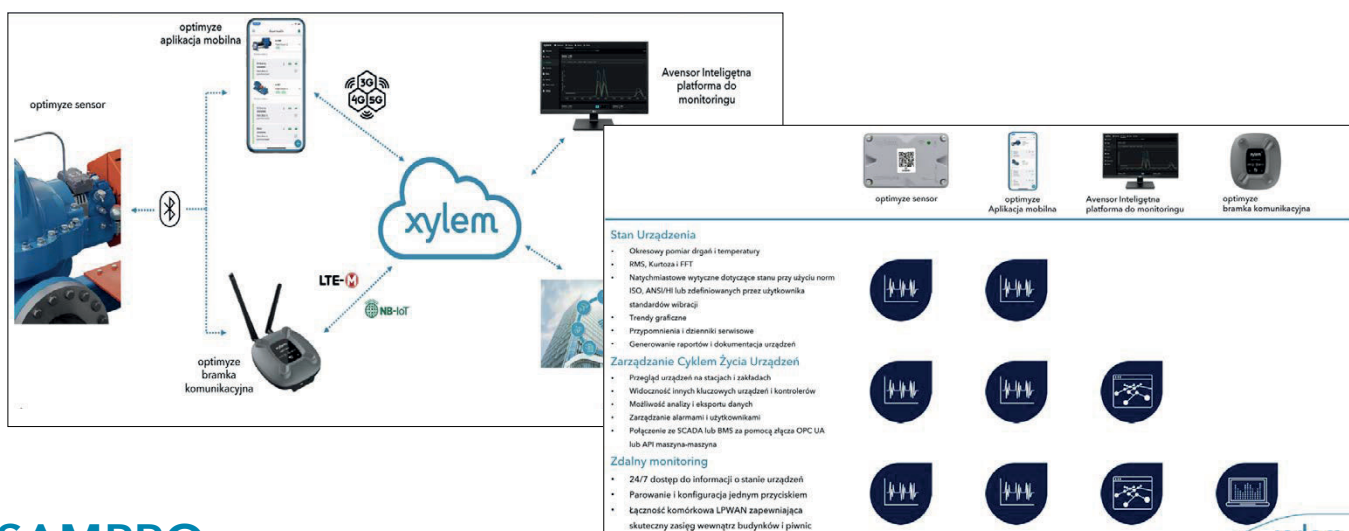 optimyze
aplikacja mobilna
optimyze sensor
3G
4G 5G
Avensor Inteligętna
platforma do
monitoringu
xylem
LTE-M
NB-IoT
optimyze
bramka
komunikacyjna
optimyze sensor
optimyze
Aplikacja mobilna
Avensor Inteligętna
platforma do monitoringu
optimyze
bramka komunikacyjna
Stan Urządzenia
• Okresowy pomiar drgań i temperatury
• RMS, Kurtoza i FFT
• Natychmiastowe wytyczne dotyczące stanu przy użyciu norm
ISO, ANSI/HI lub zdefiniowanych przez użytkownika
standardów wibracji
• Trendy graficzne
• Przypomnienia i dzienniki serwisowe
• Generowanie raportów i dokumentacja urządzeń
Zarządzanie Cyklem Życia Urządzeń
• Przegląd urządzeń na stacjach i zakładach
• Widoczność innych kluczowych urządzeń i kontrolerów
• Możliwość analizy i eksportu danych
• Zarządzanie alarmami i użytkownikami
• Połączenie ze SCADA lub BMS za pomocą złącza OPC UA
lub API maszyna-maszyna
Zdalny monitoring
• 24/7 dostęp do informacji o stanie urządzeń
• Parowanie i konfiguracja jednym przyciskiem
• Łączność komórkowa LPWAN zapewniająca
skuteczny zasięg wewnątrz budynków i piwnic